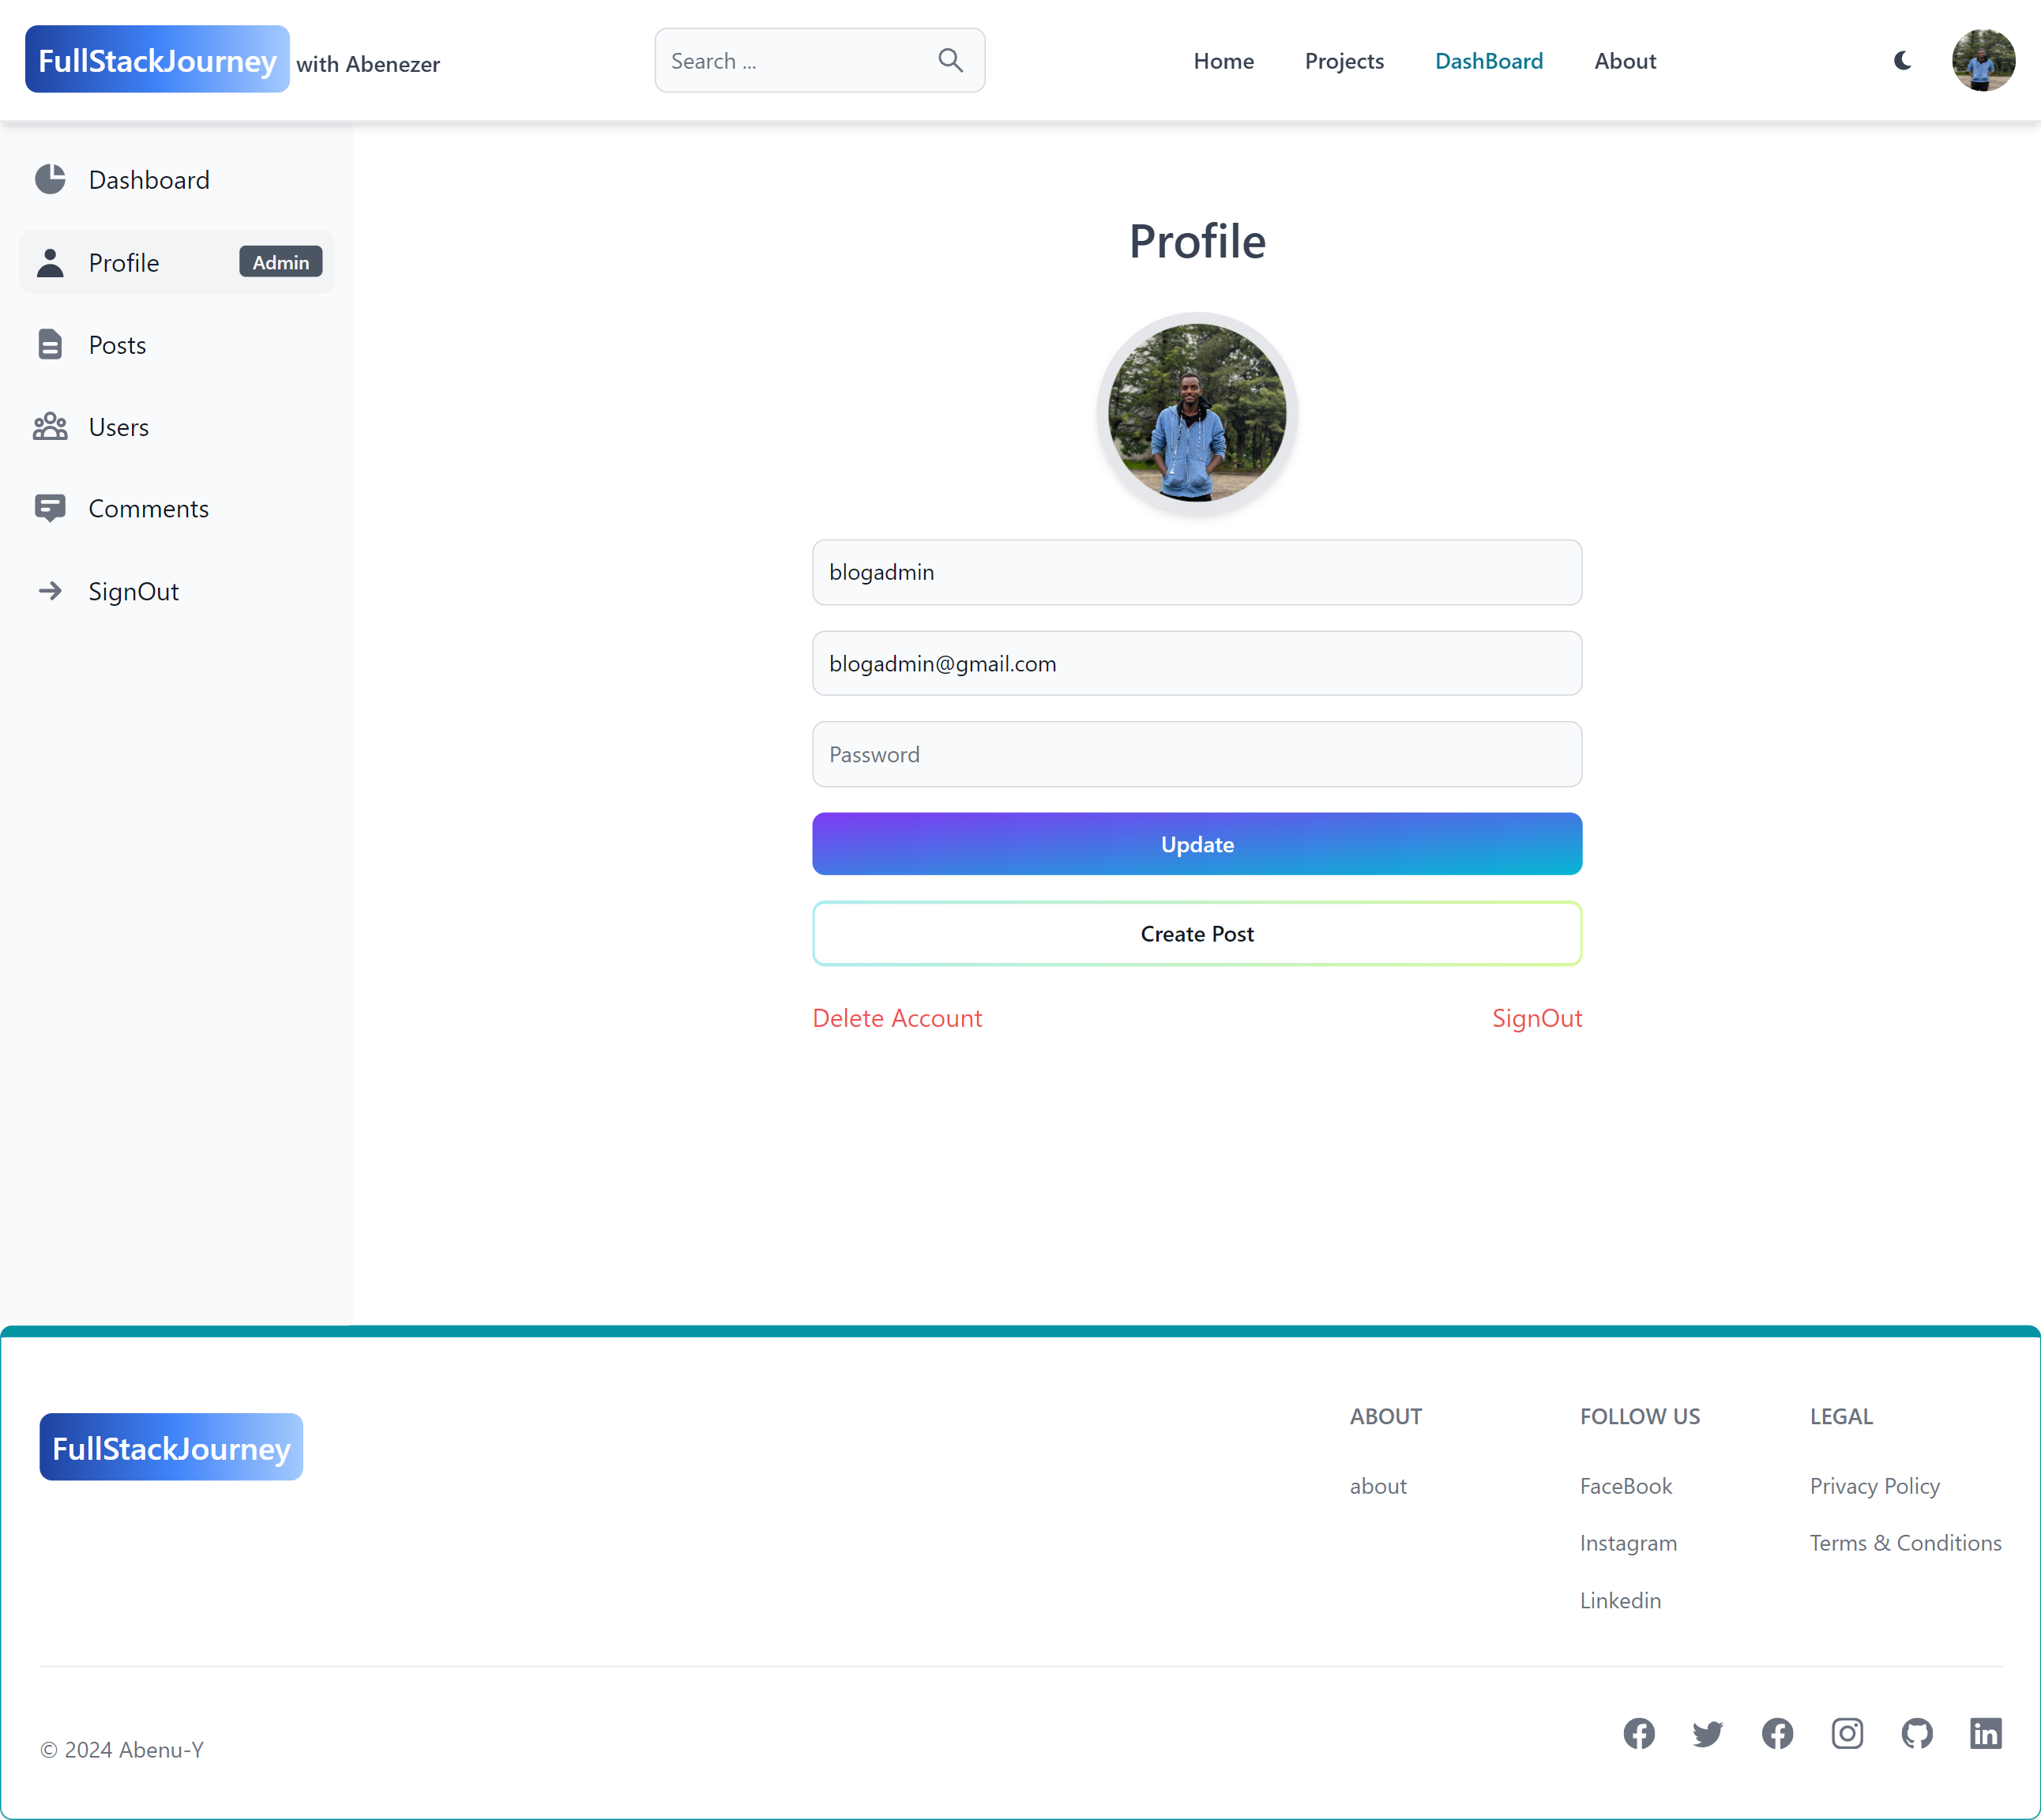 FullStackJourney with Abenezer
Search ...
Home Projects DashBoard About
Dashboard
Profile Admin
Posts
Users
Comments
SignOut
Profile
blogadmin
blogadmin@gmail.com
Password
Update
Create Post
Delete Account SignOut
FullStackJourney
ABOUT
about
FOLLOW US
FaceBook
Instagram
Linkedin
LEGAL
Privacy Policy
Terms & Conditions
© 2024 Abenu-Y